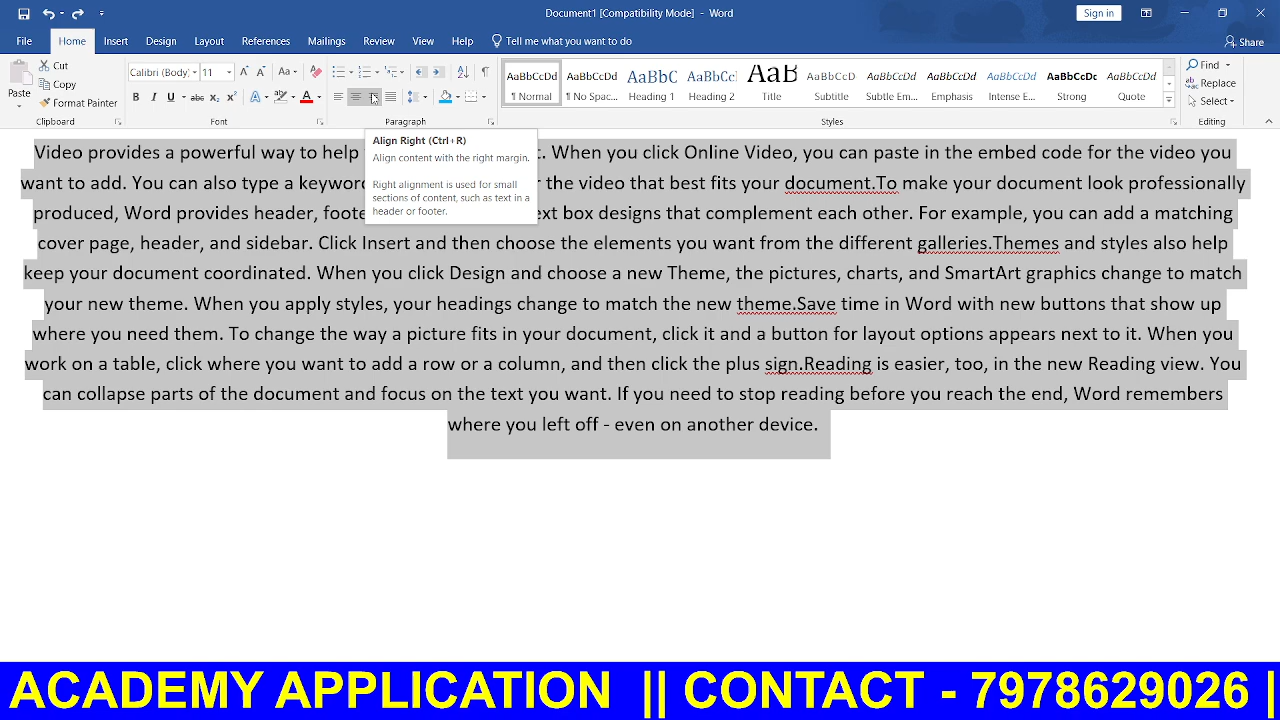 Document1 [Compatibility Mode] - Word
Sign in
File Home Insert Design Layout References Mailings Review View Help Tell me what you want to do Share
Paste
Cut
Copy
Format Painter
Clipboard
Calibri (Body) 11 Aa
B I U abc X₂ X² A A
Font
Paragraph
AaBbCcDd AaBbCcDd AaBbC AaBbCc AaB AaBbCcD AaBbCcDd AaBbCcDd AaBbCcDd AaBbCcDc AaBbCcDd
¶ Normal ¶ No Spac... Heading 1 Heading 2 Title Subtitle Subtle Em... Emphasis Intense E... Strong Quote
Styles
Find
Replace
Select
Editing
Align Right (Ctrl+R)
Align content with the right margin.
Right alignment is used for small
sections of content, such as text in a
header or footer.
Video provides a powerful way to help t. When you click Online Video, you can paste in the embed code for the video you
want to add. You can also type a keyword r the video that best fits your document.To make your document look professionally
produced, Word provides header, foote ext box designs that complement each other. For example, you can add a matching
cover page, header, and sidebar. Click Insert and then choose the elements you want from the different galleries.Themes and styles also help
keep your document coordinated. When you click Design and choose a new Theme, the pictures, charts, and SmartArt graphics change to match
your new theme. When you apply styles, your headings change to match the new theme.Save time in Word with new buttons that show up
where you need them. To change the way a picture fits in your document, click it and a button for layout options appears next to it. When you
work on a table, click where you want to add a row or a column, and then click the plus sign.Reading is easier, too, in the new Reading view. You
can collapse parts of the document and focus on the text you want. If you need to stop reading before you reach the end, Word remembers
where you left off - even on another device.
ACADEMY APPLICATION || CONTACT - 7978629026 |